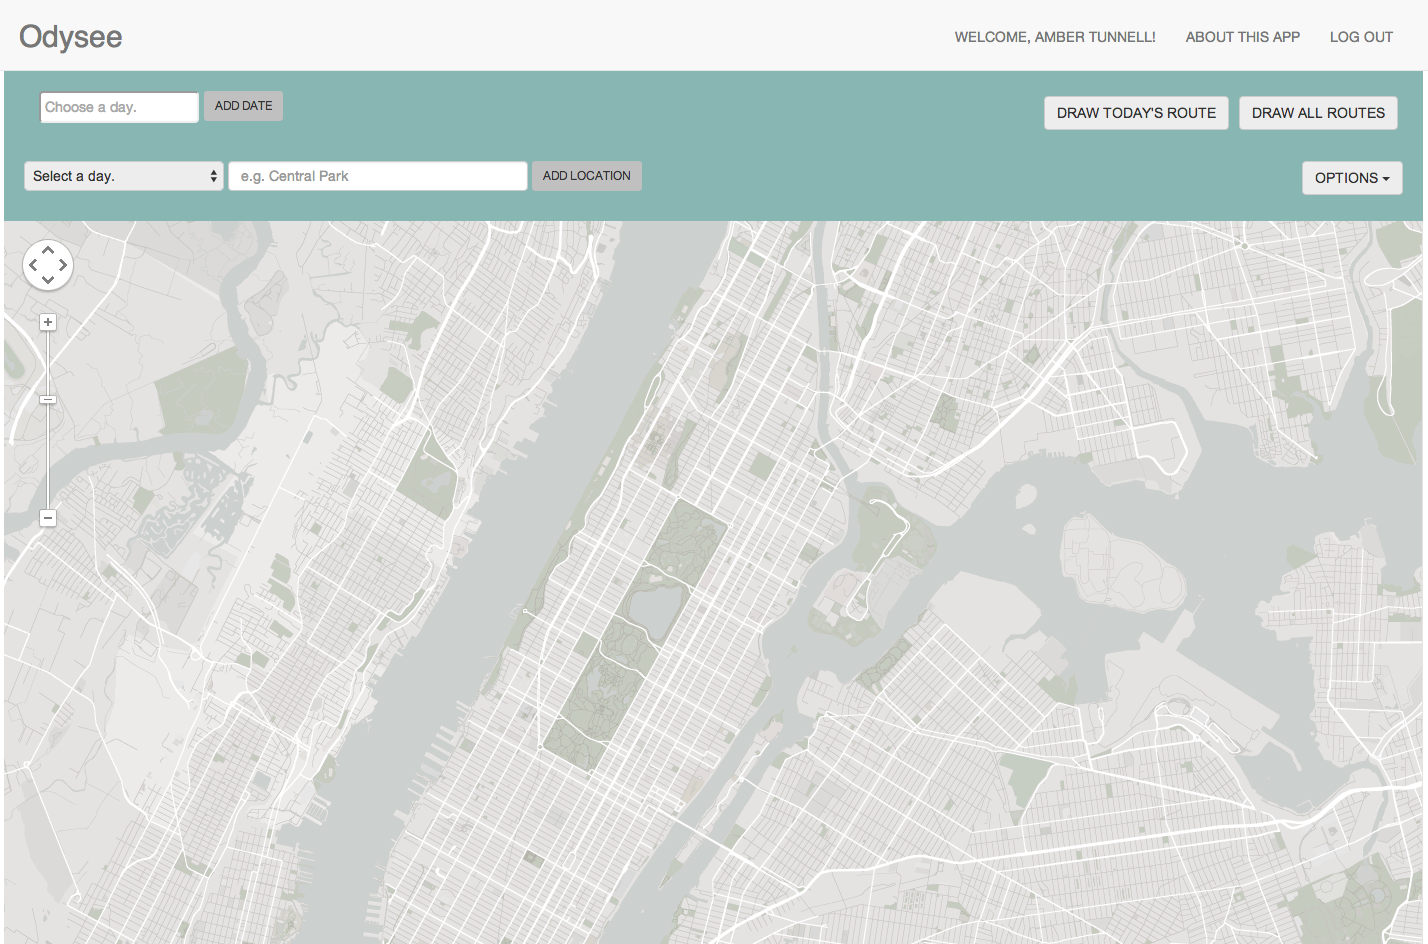 Odysee
WELCOME, AMBER TUNNELL!
ABOUT THIS APP
LOG OUT
Choose a day.
ADD DATE
DRAW TODAY'S ROUTE
DRAW ALL ROUTES
Select a day.
e.g. Central Park
ADD LOCATION
OPTIONS